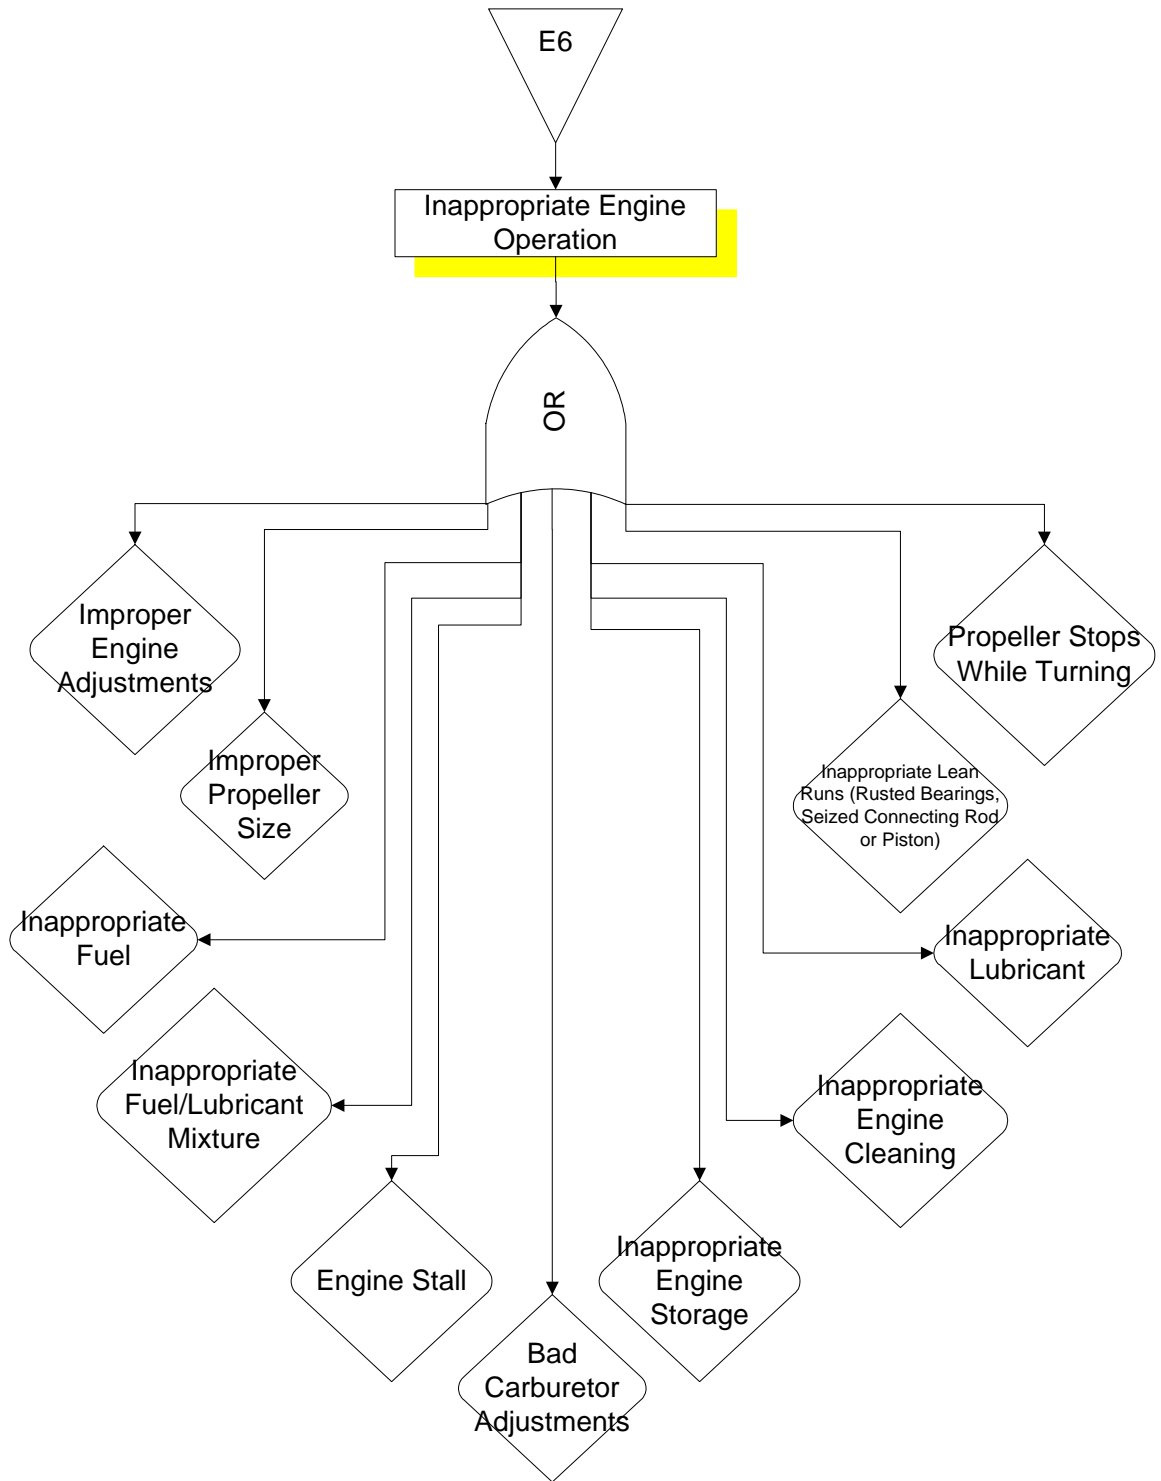 E6
Inappropriate Engine
Operation
OR
Improper
Engine
Adjustments
Propeller Stops
While Turning
Improper
Propeller
Size
Inappropriate Lean
Runs (Rusted Bearings,
Seized Connecting Rod
or Piston)
Inappropriate
Fuel
Inappropriate
Lubricant
Inappropriate
Fuel/Lubricant
Mixture
Inappropriate
Engine
Cleaning
Engine Stall
Inappropriate
Engine
Storage
Bad
Carburetor
Adjustments